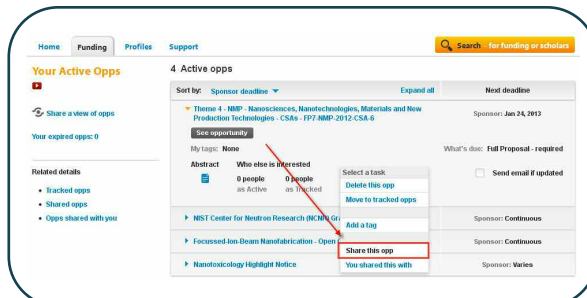 Home Funding Profiles Support
Search for funding or scholars
Your Active Opps
Share a view of opps
Your expired opps: 0
Related details
• Tracked opps
• Shared opps
• Opps shared with you
4 Active opps
Sort by: Sponsor deadline Expand all Next deadline
Theme 4 - NMP - Nanosciences, Nanotechnologies, Materials and New
Production Technologies - CSAs - FP7-NMP-2012-CSA-6
Sponsor: Jan 24, 2013
See opportunity
My tags: None
What's due: Full Proposal - required
Abstract Who else is interested
0 people 0 people
as Active as Tracked
Send email if updated
Select a task
Delete this opp
Move to tracked opps
Add a tag
Share this opp
You shared this with
NIST Center for Neutron Research (NCNR) Gra
Sponsor: Continuous
Focussed-Ion-Beam Nanofabrication - Open
Sponsor: Continuous
Nanotoxicology Highlight Notice
Sponsor: Varies